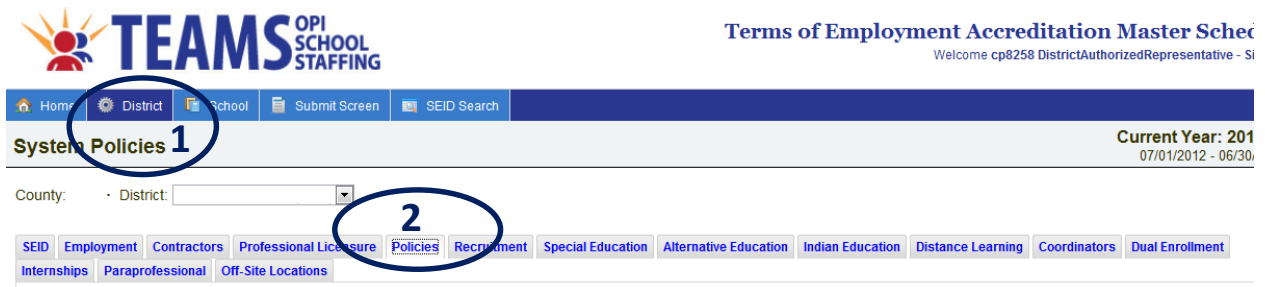 TEAMS OPI SCHOOL STAFFING
Terms of Employment Accreditation Master Sched
Welcome cp8258 DistrictAuthorizedRepresentative - Si
Home District School Submit Screen SEID Search
1
System Policies
Current Year: 201
07/01/2012 - 06/30/
County: · District:
2
SEID Employment Contractors Professional Licensure Policies Recruitment Special Education Alternative Education Indian Education Distance Learning Coordinators Dual Enrollment
Internships Paraprofessional Off-Site Locations